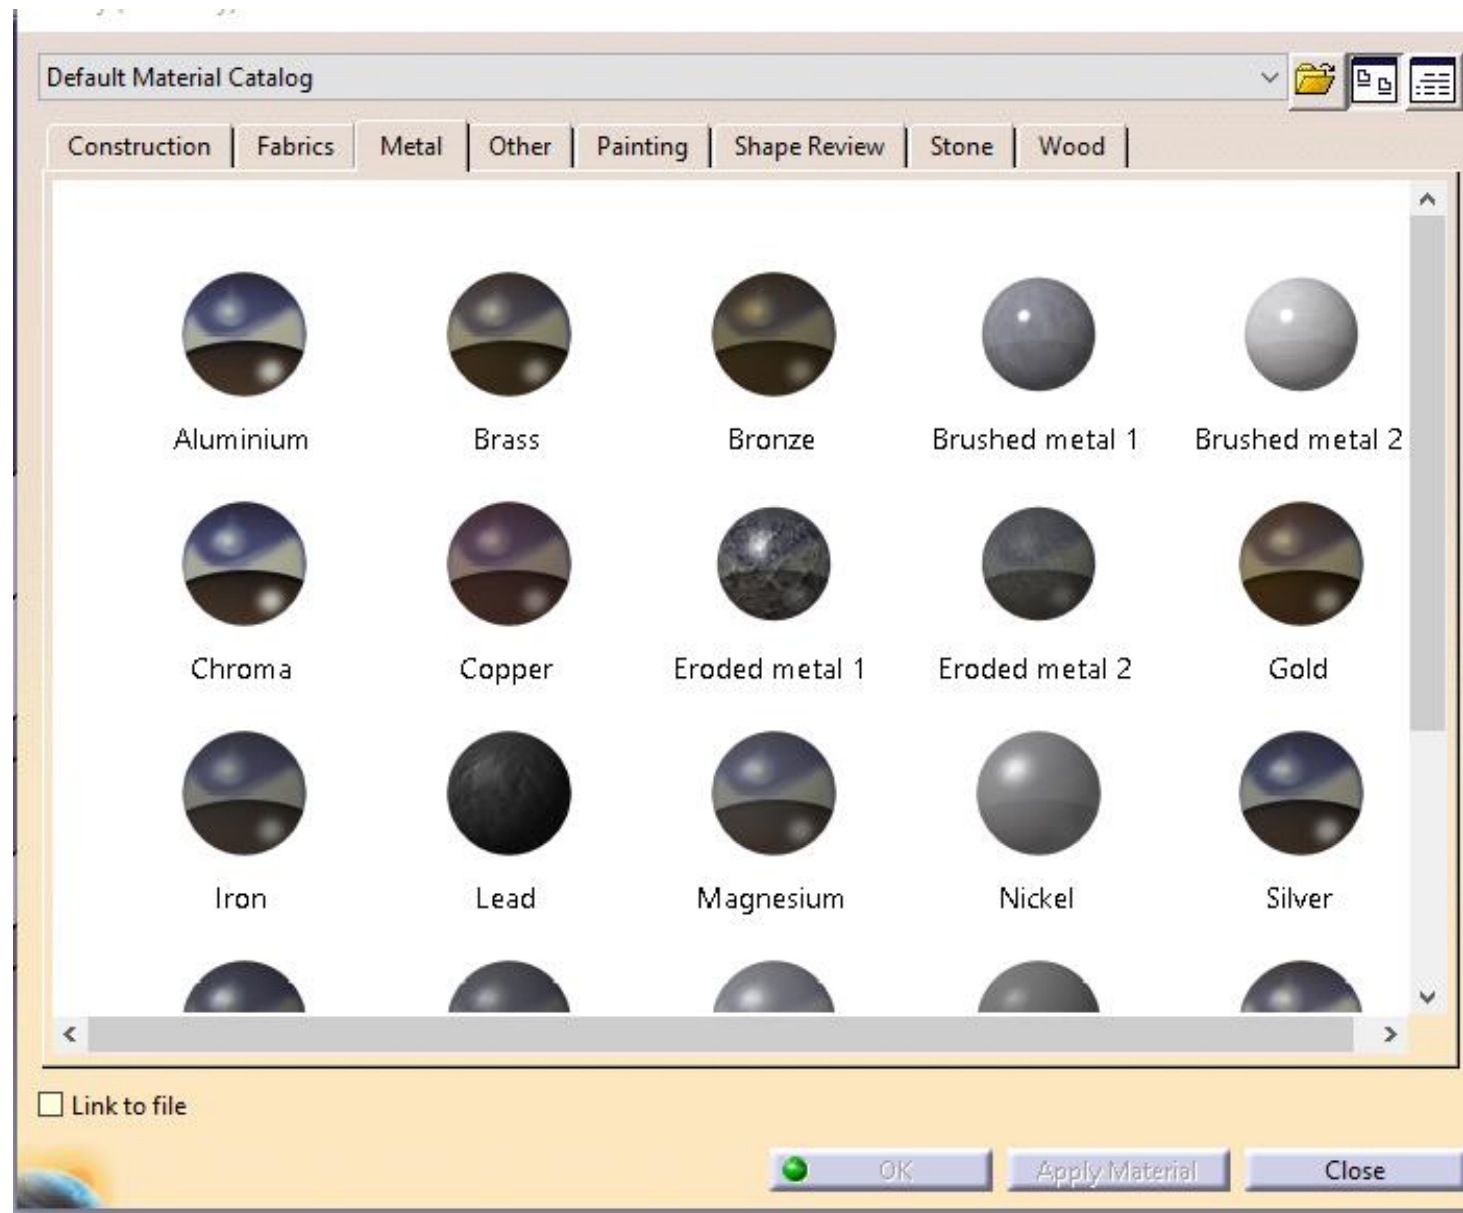 Default Material Catalog
Construction Fabrics Metal Other Painting Shape Review Stone Wood
Aluminium Brass Bronze Brushed metal 1 Brushed metal 2
Chroma Copper Eroded metal 1 Eroded metal 2 Gold
Iron Lead Magnesium Nickel Silver
Link to file
OK Apply Material Close